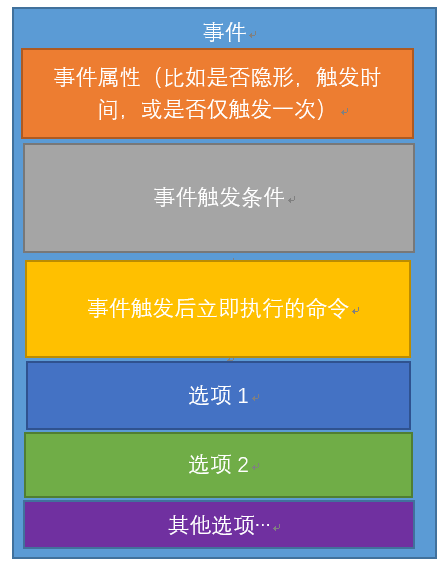 事件
事件属性（比如是否隐形，触发时
间，或是否仅触发一次）
事件触发条件
事件触发后立即执行的命令
选项 1
选项 2
其他选项…